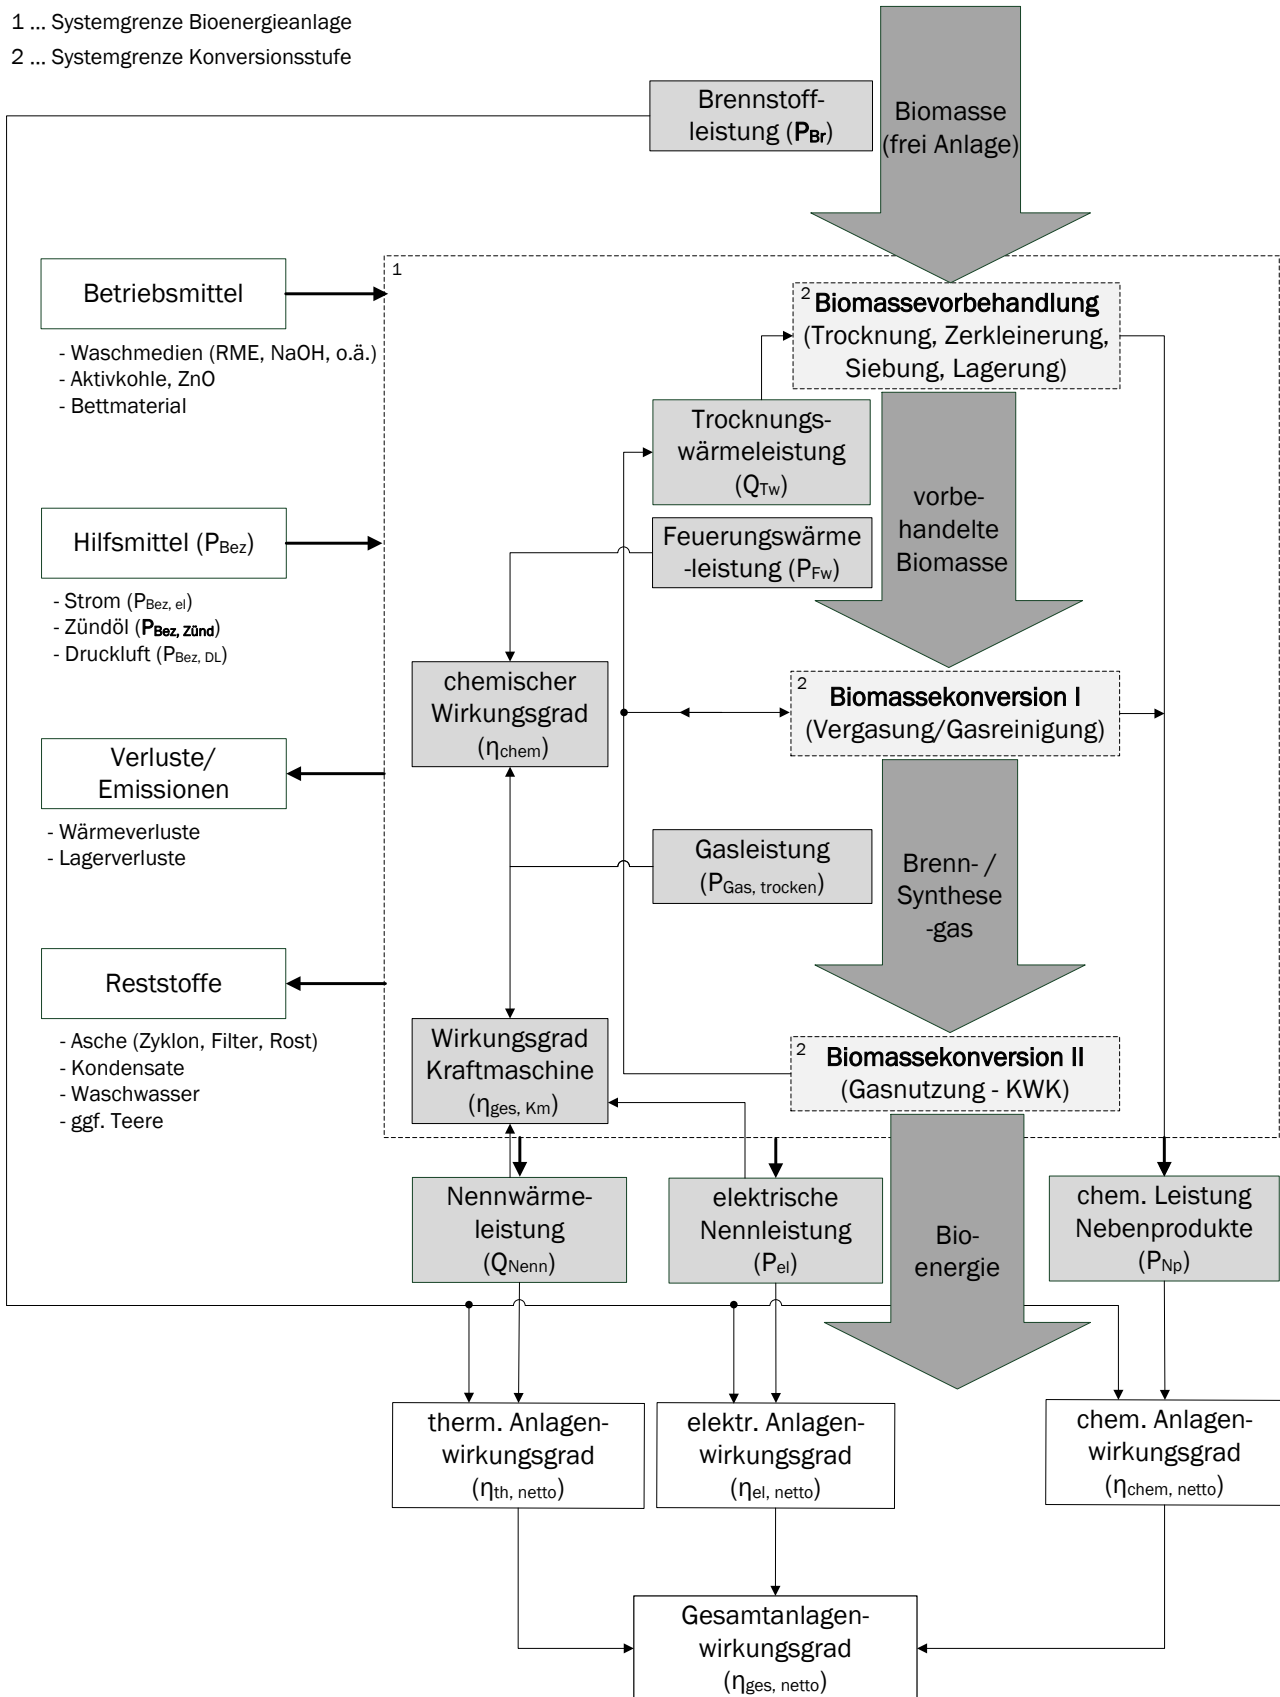 1 ... Systemgrenze Bioenergieanlage
2 ... Systemgrenze Konversionsstufe
Brennstoff-
leistung (PBr)
Biomasse
(frei Anlage)
1
Betriebsmittel
- Waschmedien (RME, NaOH, o.ä.)
- Aktivkohle, ZnO
- Bettmaterial
2
Biomassevorbehandlung
(Trocknung, Zerkleinerung,
Siebung, Lagerung)
Trocknungs-
wärmeleistung
(QTw)
vorbe-
handelte
Biomasse
Hilfsmittel (PBez)
- Strom (PBez, el)
- Zündöl (PBez, Zünd)
- Druckluft (PBez, DL)
Feuerungswärme
-leistung (PFw)
chemischer
Wirkungsgrad
(ηchem)
2
Biomassekonversion I
(Vergasung/Gasreinigung)
Verluste/
Emissionen
- Wärmeverluste
- Lagerverluste
Gasleistung
(PGas, trocken)
Brenn- /
Synthese
-gas
Reststoffe
- Asche (Zyklon, Filter, Rost)
- Kondensate
- Waschwasser
- ggf. Teere
Wirkungsgrad
Kraftmaschine
(ηges, Km)
2
Biomassekonversion II
(Gasnutzung - KWK)
Nennwärme-
leistung
(QNenn)
elektrische
Nennleistung
(Pel)
Bio-
energie
chem. Leistung
Nebenprodukte
(PNp)
therm. Anlagen-
wirkungsgrad
(ηth, netto)
elektr. Anlagen-
wirkungsgrad
(ηel, netto)
chem. Anlagen-
wirkungsgrad
(ηchem, netto)
Gesamtanlagen-
wirkungsgrad
(ηges, netto)